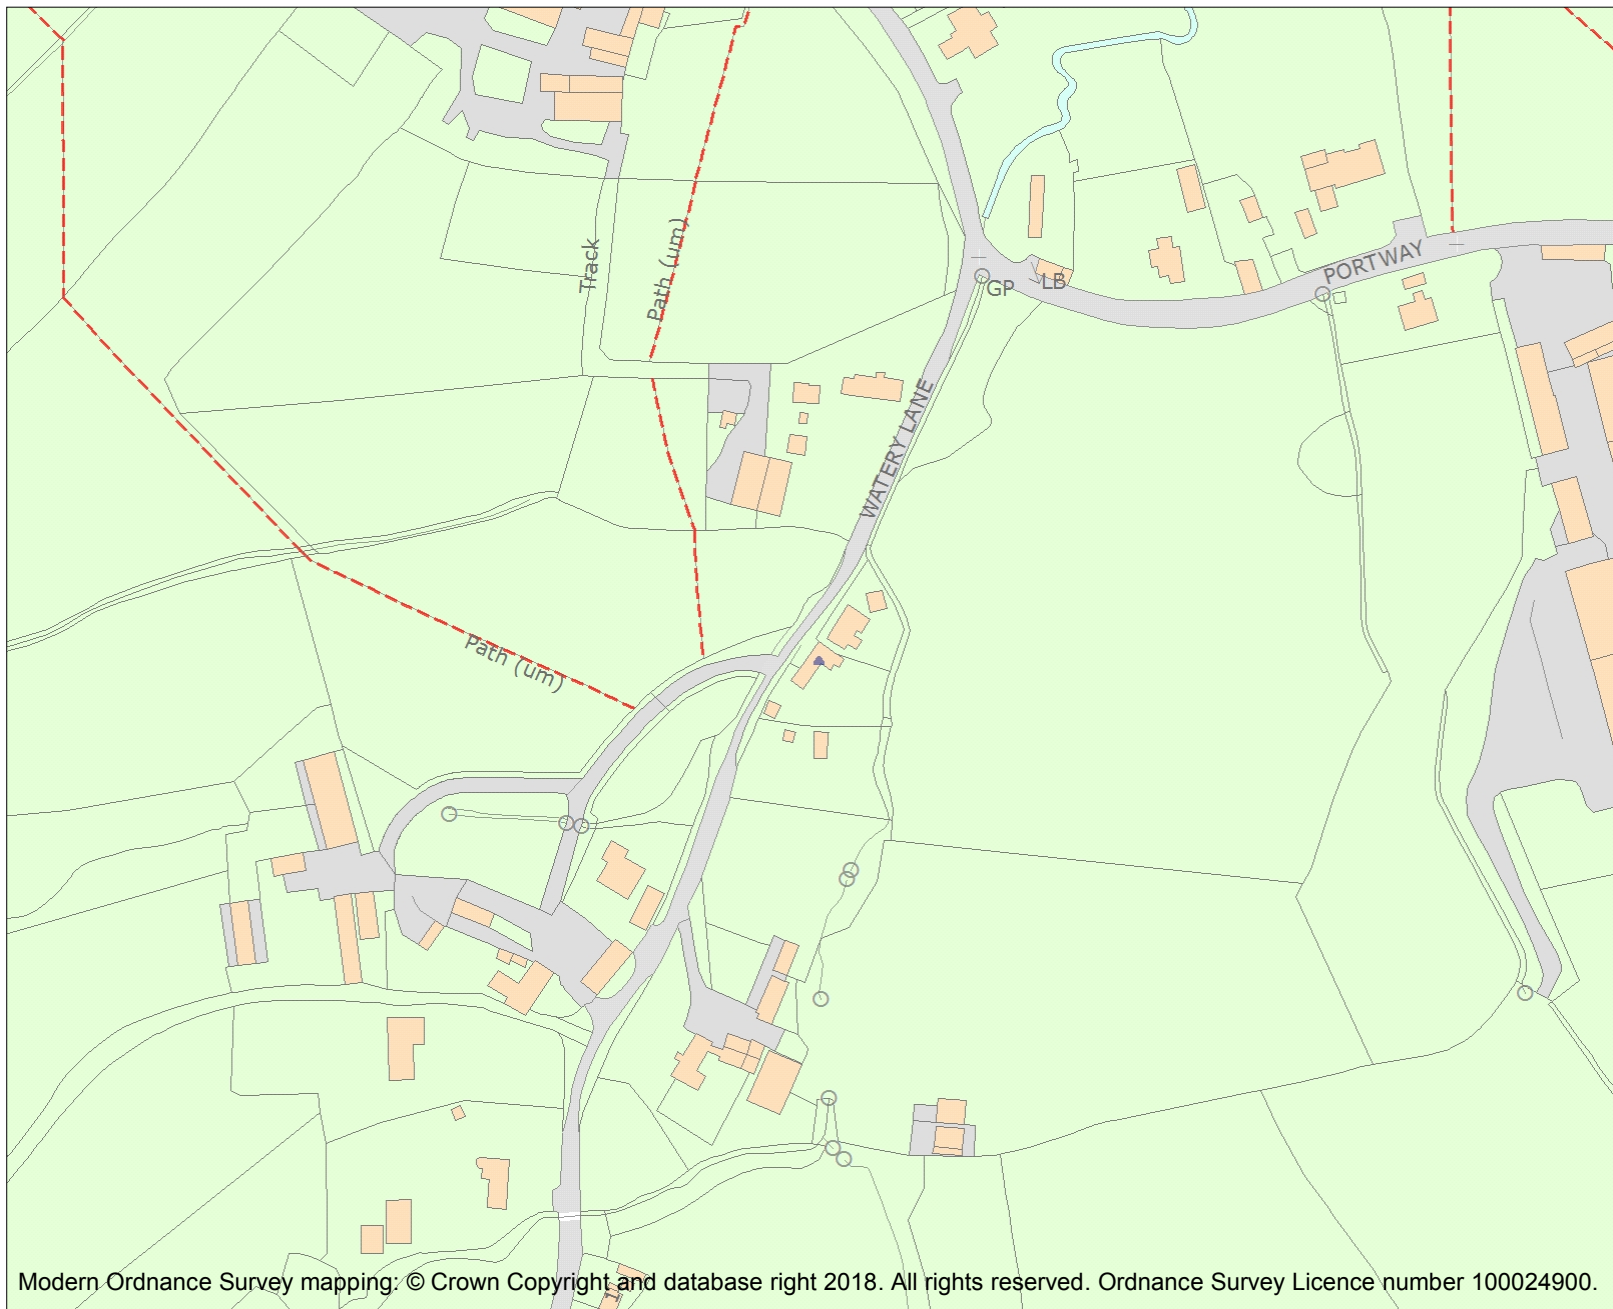 Track
Path (um)
GP
LB
PORTWAY
WATERY LANE
Path (um)
Modern Ordnance Survey mapping: © Crown Copyright and database right 2018. All rights reserved. Ordnance Survey Licence number 100024900.